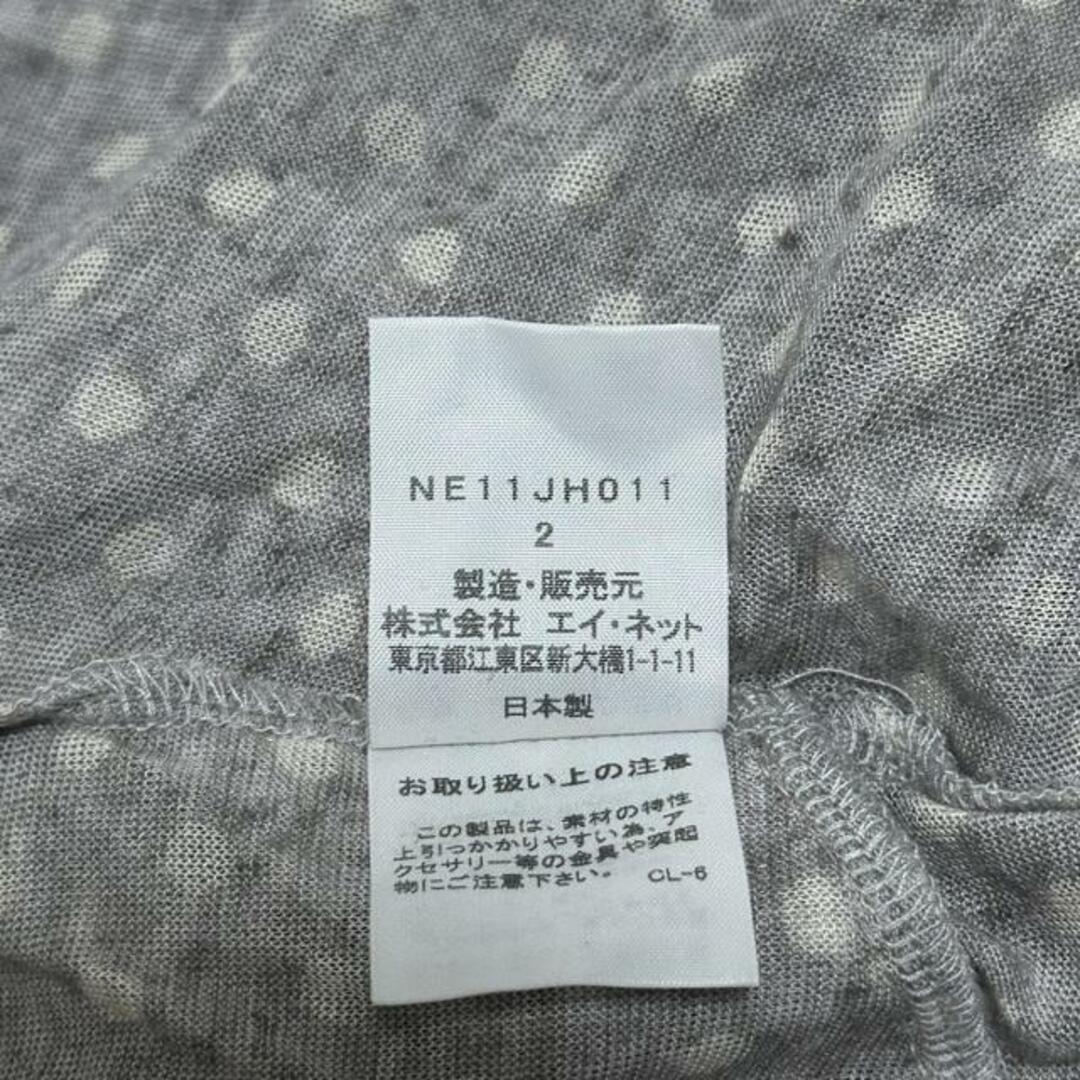 NE11JH011
2
製造・販売元
株式会社 エイ・ネット
東京都江東区新大橋1-1-11
日本製
お取り扱い上の注意
この製品は、素材の特性
上引っかかりやすい為、ア
クセサリー等の金具や突起
物にご注意下さい。 CL-6